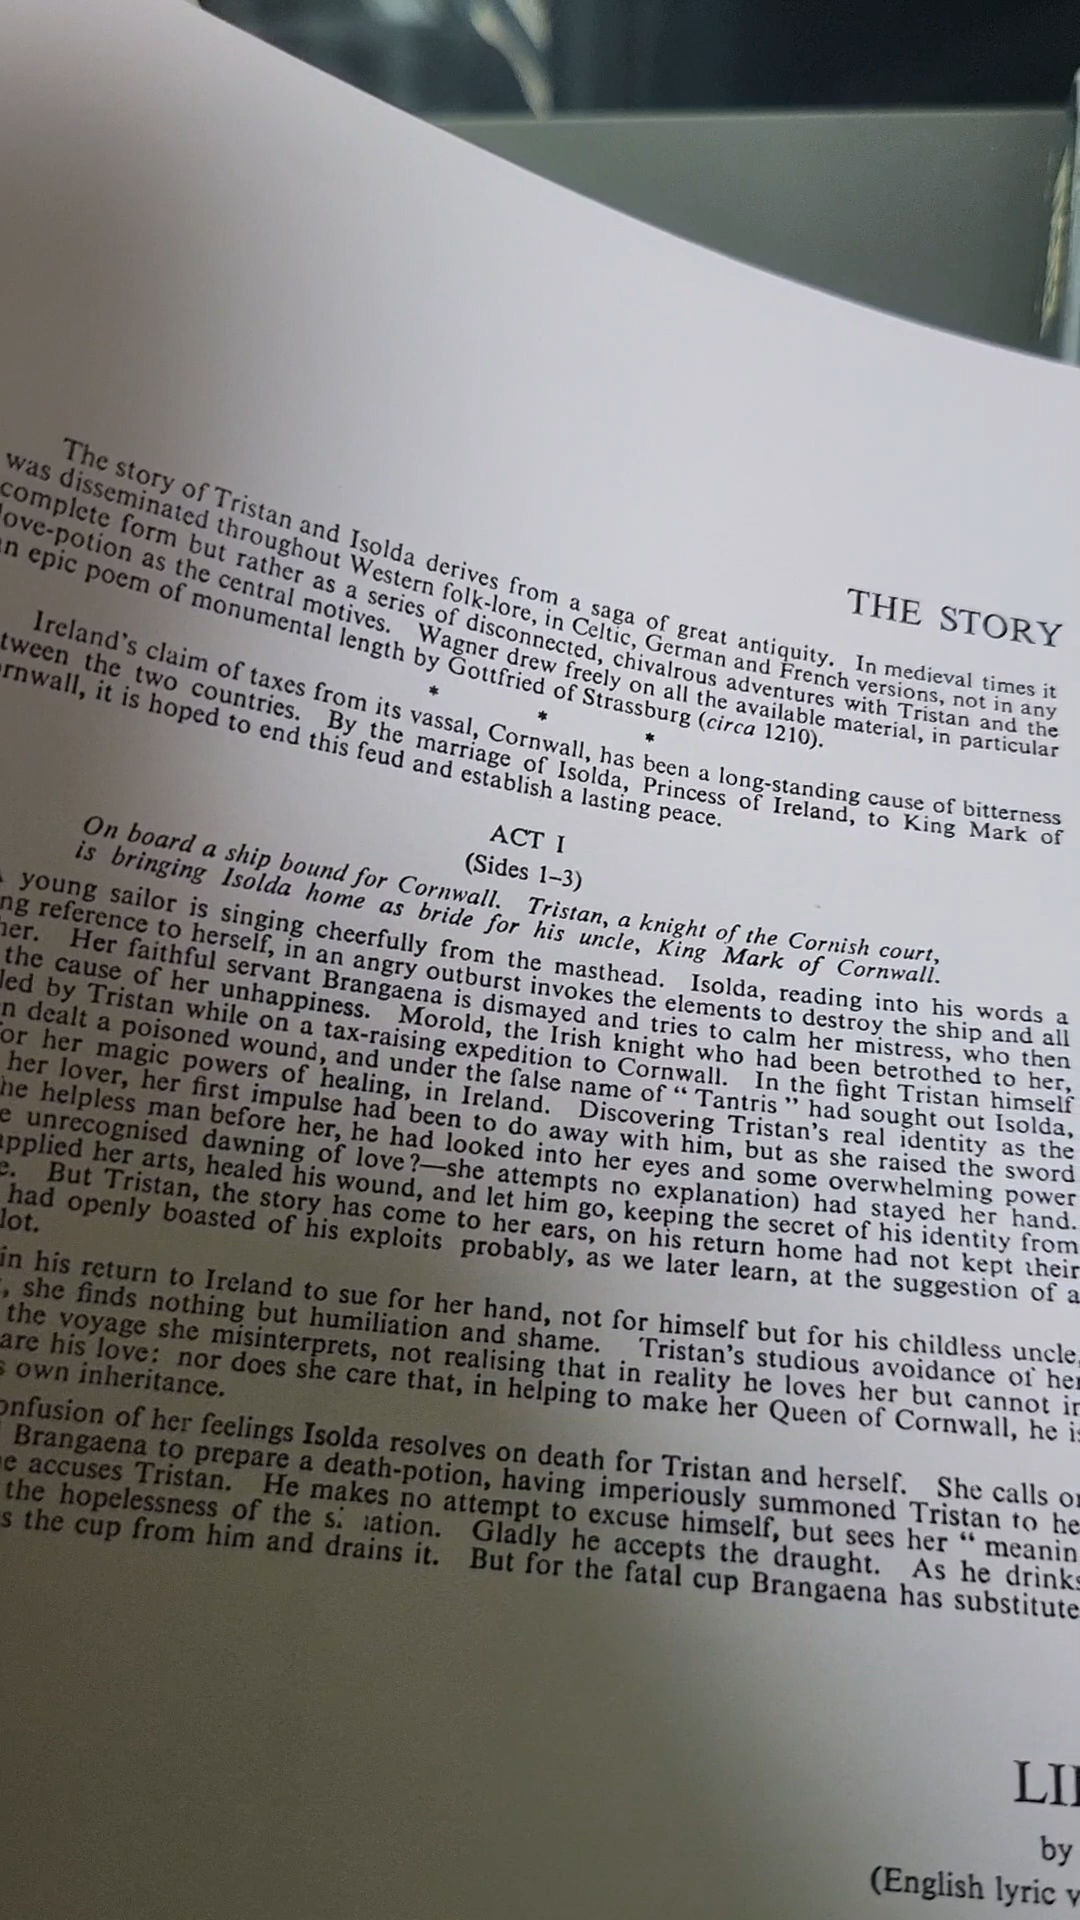 THE STORY
The story of Tristan and Isolda derives from a saga of great antiquity. In medieval times it
was disseminated throughout Western folk-lore, in Celtic, German and French versions, not in any
complete form but rather as a series of disconnected, chivalrous adventures with Tristan and the
love-potion as the central motives. Wagner drew freely on all the available material, in particular
an epic poem of monumental length by Gottfried of Strassburg (circa 1210).
* * *
Ireland's claim of taxes from its vassal, Cornwall, has been a long-standing cause of bitterness
tween the two countries. By the marriage of Isolda, Princess of Ireland, to King Mark of
rnwall, it is hoped to end this feud and establish a lasting peace.
ACT I
(Sides 1–3)
On board a ship bound for Cornwall. Tristan, a knight of the Cornish court,
is bringing Isolda home as bride for his uncle, King Mark of Cornwall.
young sailor is singing cheerfully from the masthead. Isolda, reading into his words a
ng reference to herself, in an angry outburst invokes the elements to destroy the ship and all
her. Her faithful servant Brangaena is dismayed and tries to calm her mistress, who then
the cause of her unhappiness. Morold, the Irish knight who had been betrothed to her,
led by Tristan while on a tax-raising expedition to Cornwall. In the fight Tristan himself
n dealt a poisoned wound, and under the false name of “ Tantris ” had sought out Isolda,
or her magic powers of healing, in Ireland. Discovering Tristan's real identity as the
her lover, her first impulse had been to do away with him, but as she raised the sword
he helpless man before her, he had looked into her eyes and some overwhelming power
e unrecognised dawning of love?—she attempts no explanation) had stayed her hand.
applied her arts, healed his wound, and let him go, keeping the secret of his identity from
e. But Tristan, the story has come to her ears, on his return home had not kept their
had openly boasted of his exploits probably, as we later learn, at the suggestion of a
lot.
in his return to Ireland to sue for her hand, not for himself but for his childless uncle,
, she finds nothing but humiliation and shame. Tristan's studious avoidance of her
the voyage she misinterprets, not realising that in reality he loves her but cannot in
are his love: nor does she care that, in helping to make her Queen of Cornwall, he is
s own inheritance.
onfusion of her feelings Isolda resolves on death for Tristan and herself. She calls on
Brangaena to prepare a death-potion, having imperiously summoned Tristan to he
e accuses Tristan. He makes no attempt to excuse himself, but sees her “ meanin
the hopelessness of the si ation. Gladly he accepts the draught. As he drinks
s the cup from him and drains it. But for the fatal cup Brangaena has substitute
LI
by
(English lyric v